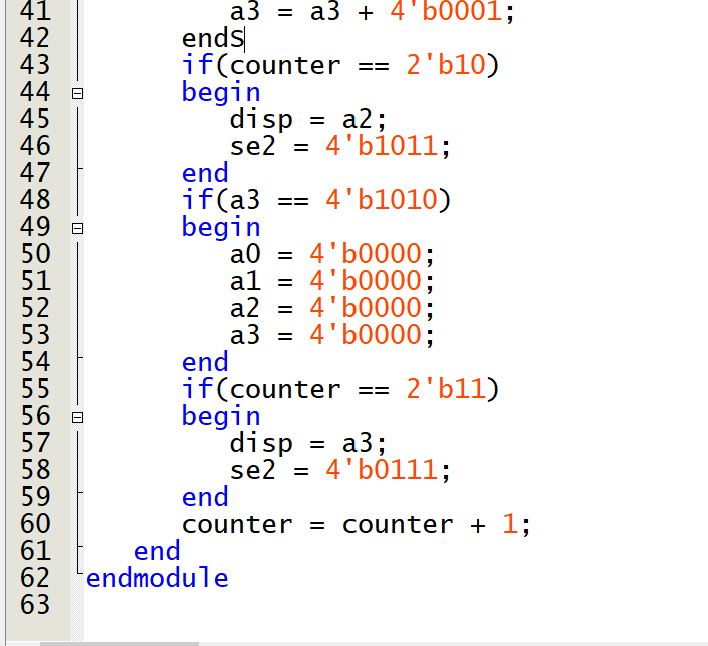 41 a3 = a3 + 4'b0001;
42 endS
43 if(counter == 2'b10)
44 begin
45 disp = a2;
46 se2 = 4'b1011;
47 end
48 if(a3 == 4'b1010)
49 begin
50 a0 = 4'b0000;
51 a1 = 4'b0000;
52 a2 = 4'b0000;
53 a3 = 4'b0000;
54 end
55 if(counter == 2'b11)
56 begin
57 disp = a3;
58 se2 = 4'b0111;
59 end
60 counter = counter + 1;
61 end
62 endmodule
63